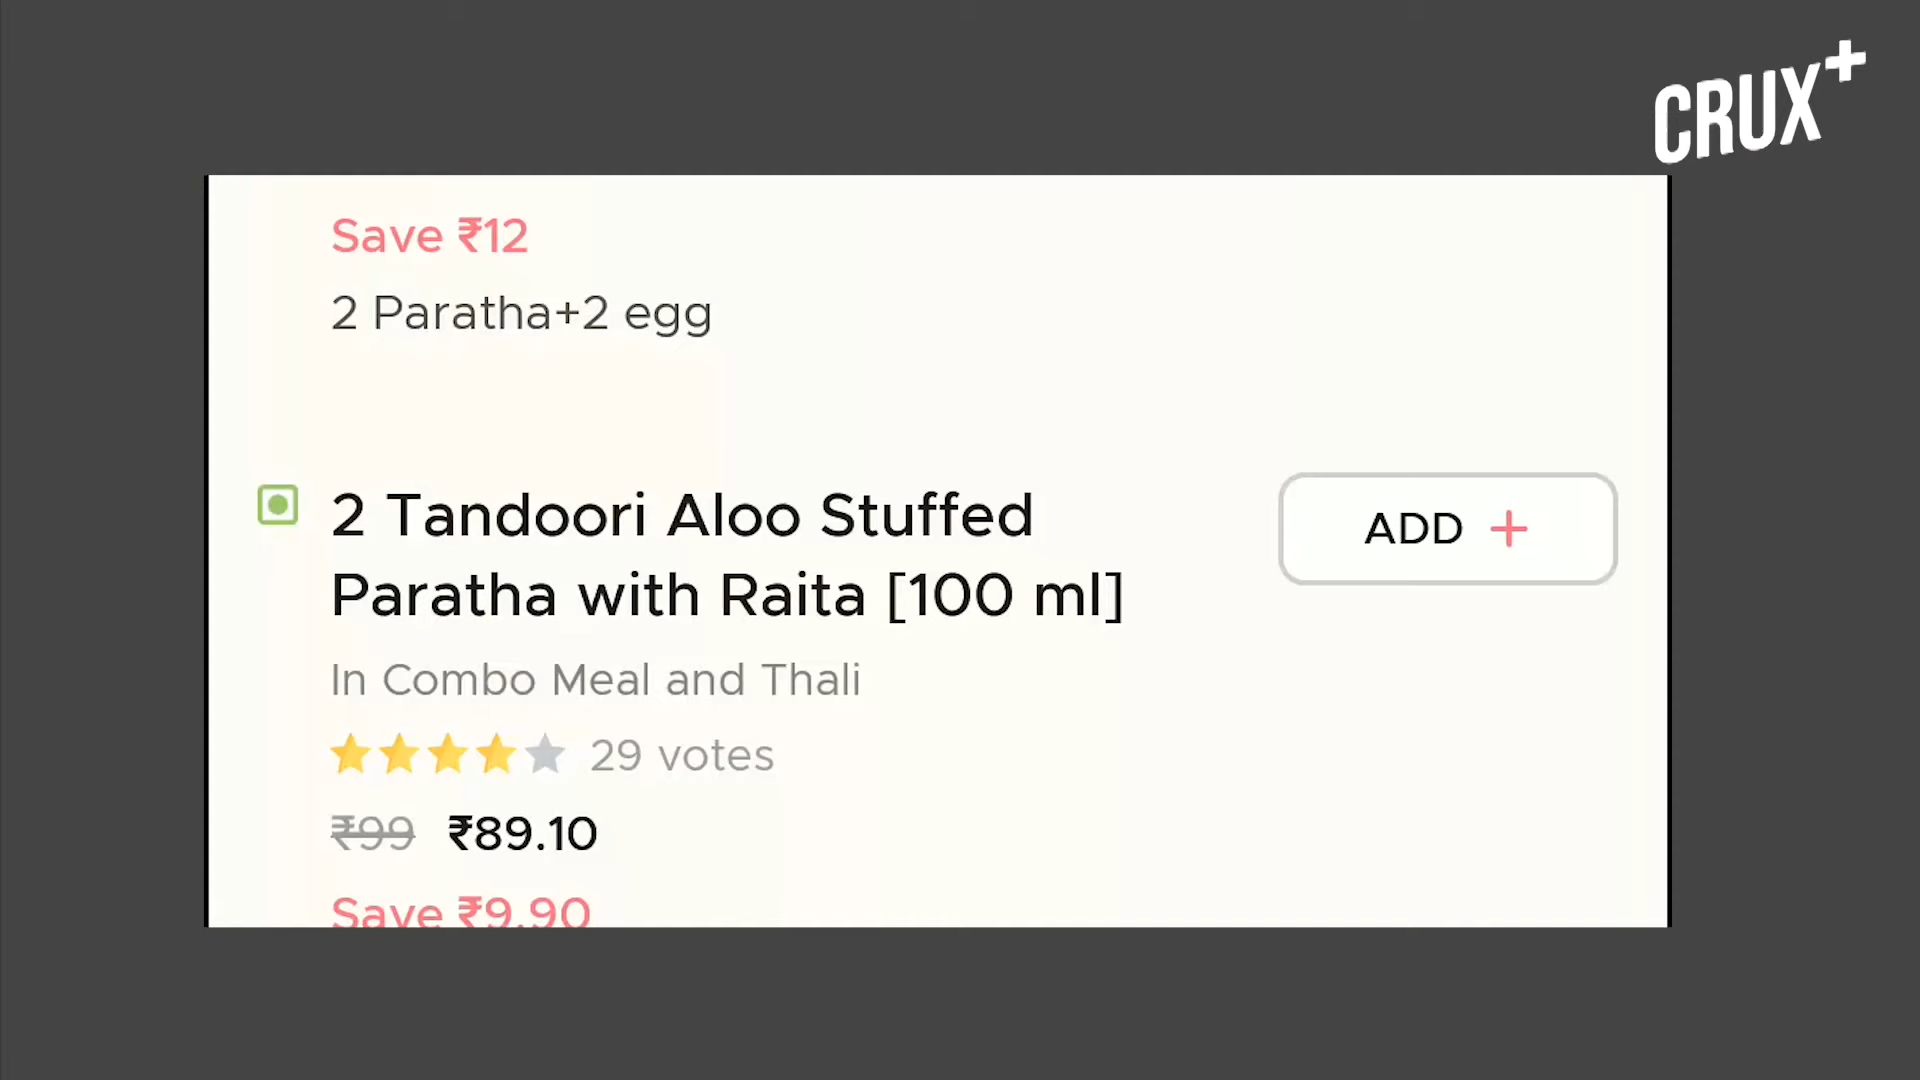 CRUX+
Save ₹12
2 Paratha+2 egg
2 Tandoori Aloo Stuffed
Paratha with Raita [100 ml]
ADD +
In Combo Meal and Thali
29 votes
₹99 ₹89.10
Save ₹9.90